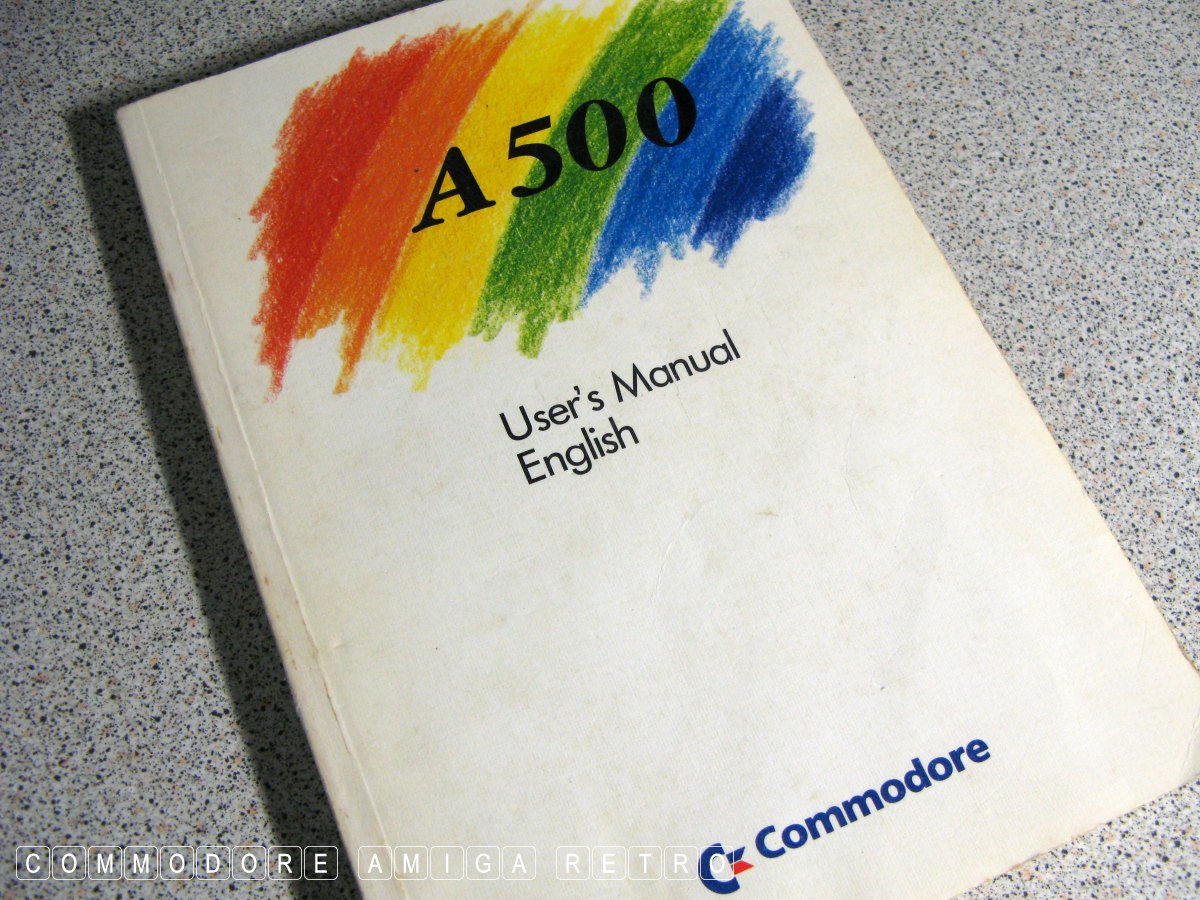 A500
User's Manual
English
Commodore
COMMODORE AMIGA RETRO